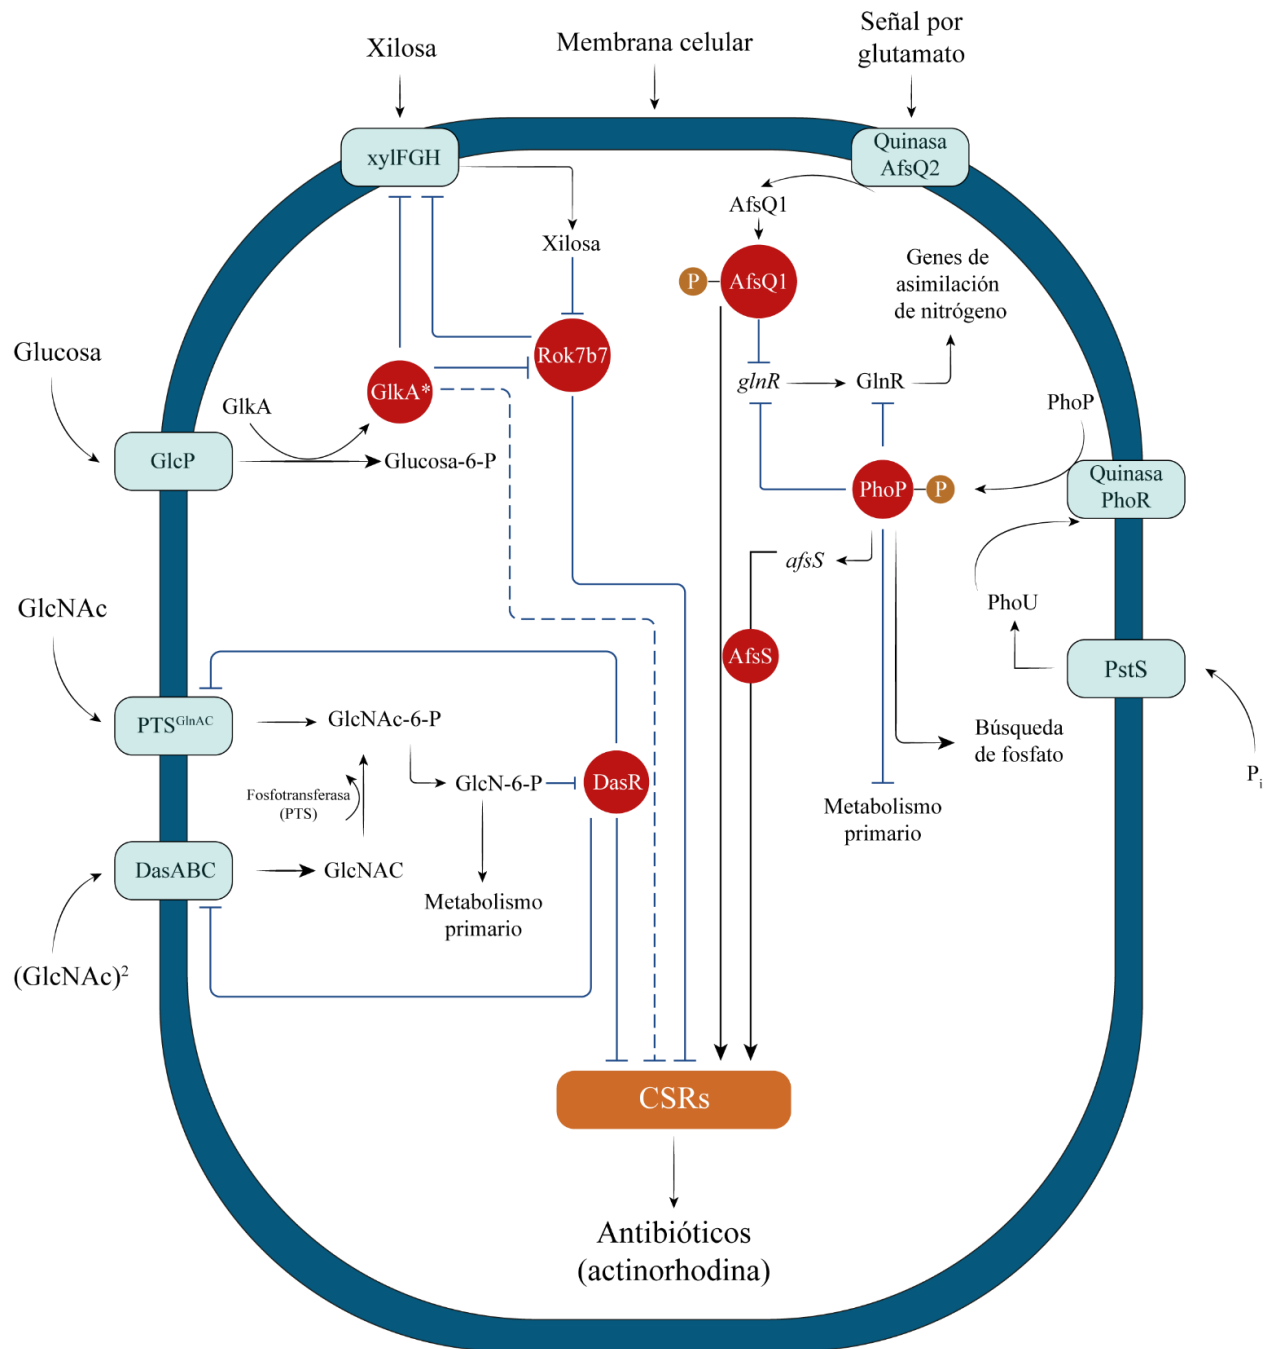 Xilosa
Membrana celular
Señal por
glutamato
xylFGH
Quinasa
AfsQ2
AfsQ1
Xilosa
P
AfsQ1
Genes de
asimilación
de nitrógeno
Glucosa
Rok7b7
GlkA*
glnR
GlnR
GlkA
PhoP
GlcP
Glucosa-6-P
Quinasa
PhoR
PhoP
P
afsS
GlcNAc
PhoU
AfsS
PstS
PTS^GlnAC
GlcNAc-6-P
Búsqueda
de fosfato
P_i
GlcN-6-P
DasR
Fosfotransferasa
(PTS)
Metabolismo
primario
DasABC
GlcNAC
Metabolismo
primario
(GlcNAc)²
CSRs
Antibióticos
(actinorhodina)